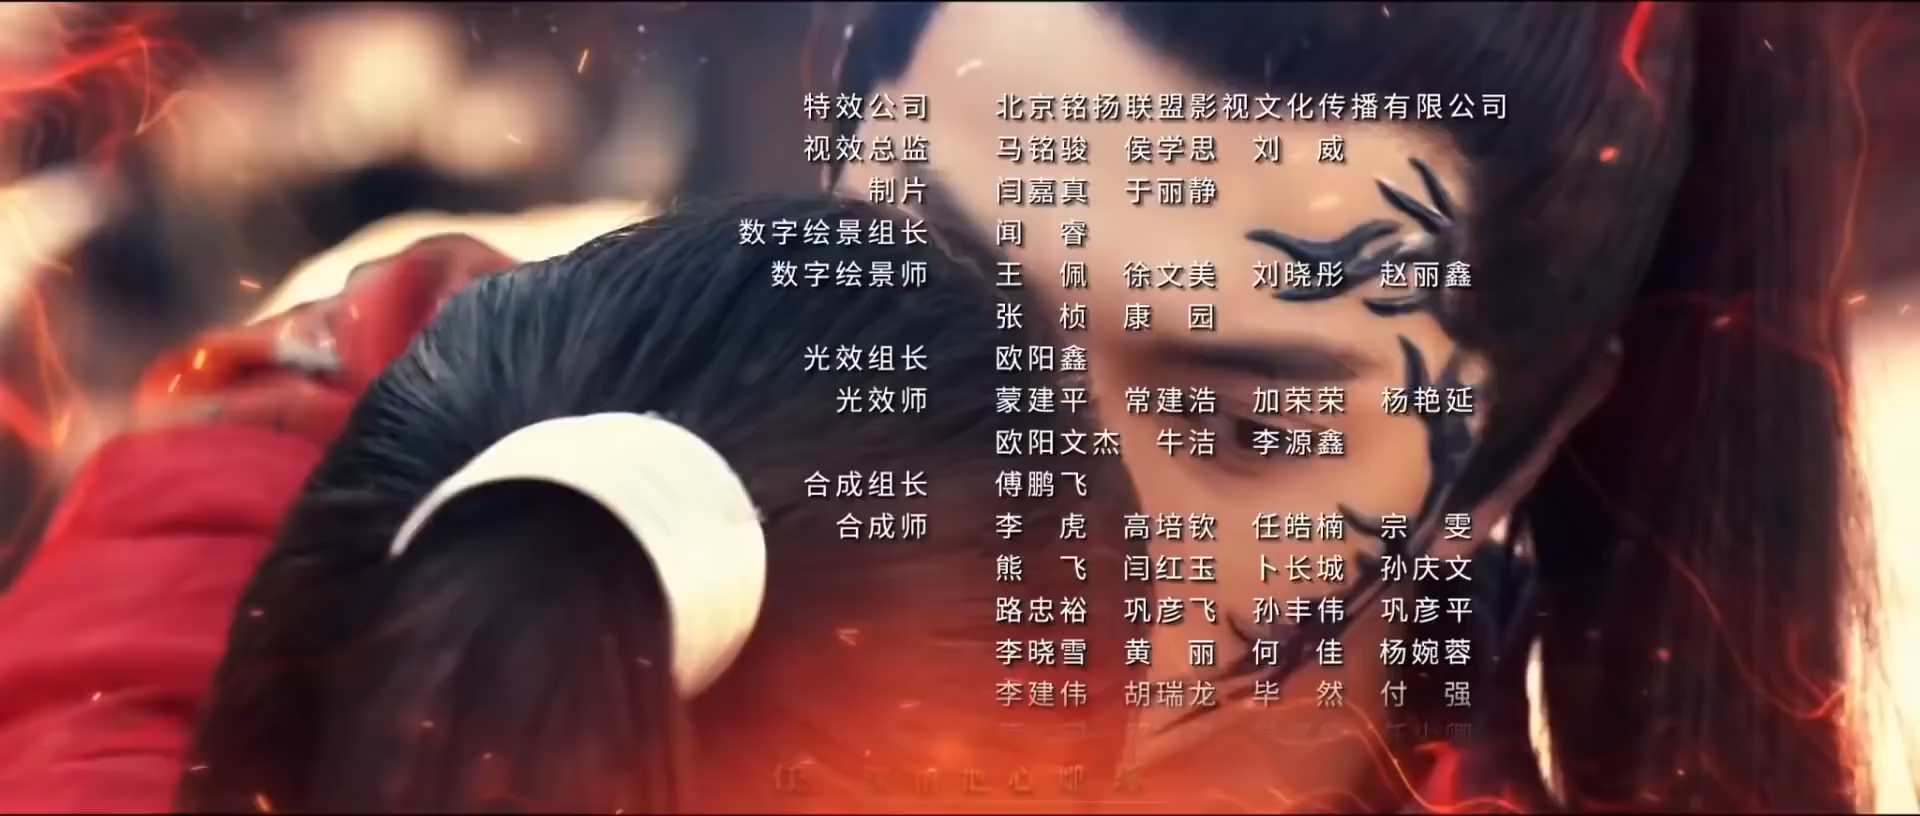 特效公司 北京铭扬联盟影视文化传播有限公司
视效总监 马铭骏 侯学思 刘 威
制片 闫嘉真 于丽静
数字绘景组长 闻 睿
数字绘景师 王 佩 徐文美 刘晓彤 赵丽鑫
张 桢 康 园
光效组长 欧阳鑫
光效师 蒙建平 常建浩 加荣荣 杨艳延
欧阳文杰 牛洁 李源鑫
合成组长 傅鹏飞
合成师 李 虎 高培钦 任皓楠 宗 雯
熊 飞 闫红玉 卜长城 孙庆文
路忠裕 巩彦飞 孙丰伟 巩彦平
李晓雪 黄 丽 何 佳 杨婉蓉
李建伟 胡瑞龙 毕 然 付 强